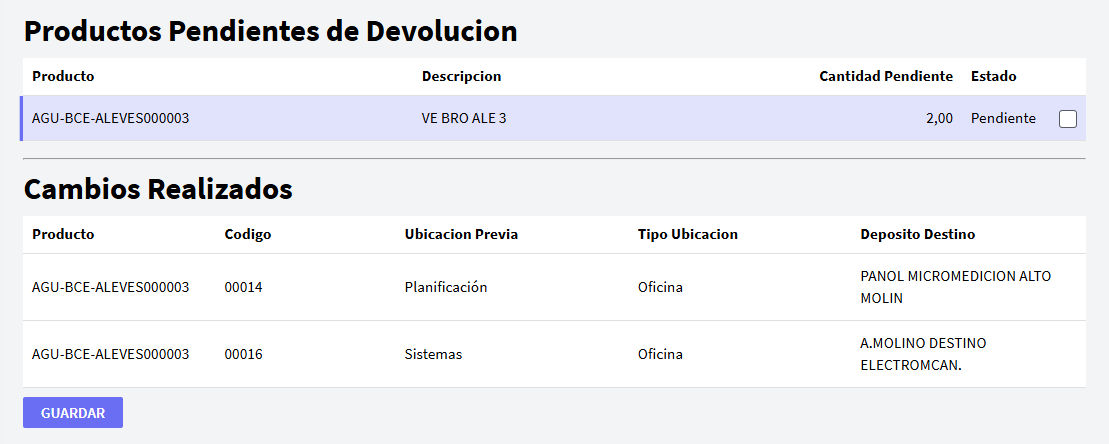 Productos Pendientes de Devolucion
Producto Descripcion Cantidad Pendiente Estado
AGU-BCE-ALEVES000003 VE BRO ALE 3 2,00 Pendiente
Cambios Realizados
Producto Codigo Ubicacion Previa Tipo Ubicacion Deposito Destino
AGU-BCE-ALEVES000003 00014 Planificación Oficina PANOL MICROMEDICION ALTO
MOLIN
AGU-BCE-ALEVES000003 00016 Sistemas Oficina A.MOLINO DESTINO
ELECTROMCAN.
GUARDAR